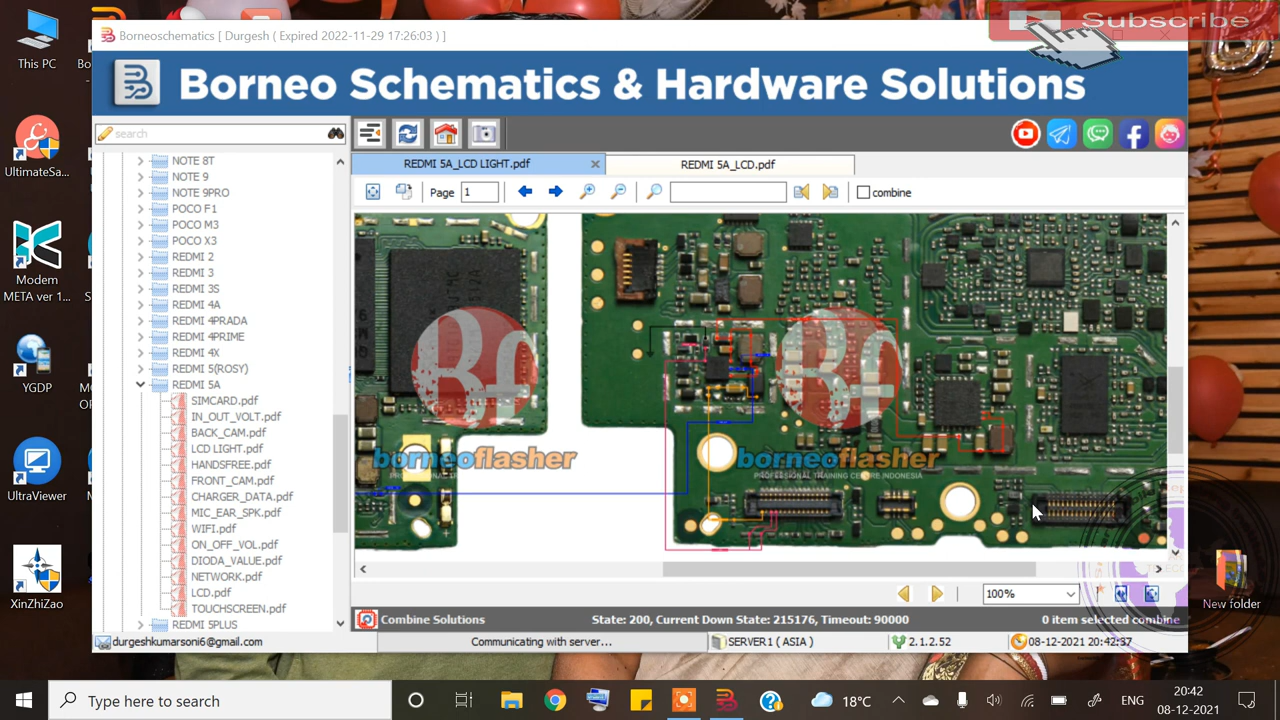 Subscribe
This PC
Borneoschematics [ Durgesh ( Expired 2022-11-29 17:26:03 ) ]
Borneo Schematics & Hardware Solutions
search
UltimateSa...
REDMI 5A_LCD LIGHT.pdf
REDMI 5A_LCD.pdf
Page 1
combine
NOTE 8T
NOTE 9
NOTE 9PRO
POCO F1
POCO M3
POCO X3
REDMI 2
REDMI 3
REDMI 3S
REDMI 4A
REDMI 4PRADA
REDMI 4PRIME
REDMI 4X
REDMI 5(ROSY)
REDMI 5A
SIMCARD.pdf
IN_OUT_VOLT.pdf
BACK_CAM.pdf
LCD LIGHT.pdf
HANDSFREE.pdf
FRONT_CAM.pdf
CHARGER_DATA.pdf
MIC_EAR_SPK.pdf
WIFI.pdf
ON_OFF_VOL.pdf
DIODA_VALUE.pdf
NETWORK.pdf
LCD.pdf
TOUCHSCREEN.pdf
REDMI 5PLUS
Modem
META ver 1...
YGDP
UltraViewer
XinZhiZao
borneoflasher
borneoflasher
PROFESSIONAL TRAINING CENTRE INDONESIA
New folder
100%
Combine Solutions
State: 200, Current Down State: 215176, Timeout: 90000
0 item selected combine
durgeshkumarsoni6@gmail.com
Communicating with server...
SERVER1 ( ASIA )
2.1.2.52
08-12-2021 20:42:37
Type here to search
18°C
ENG
20:42
08-12-2021